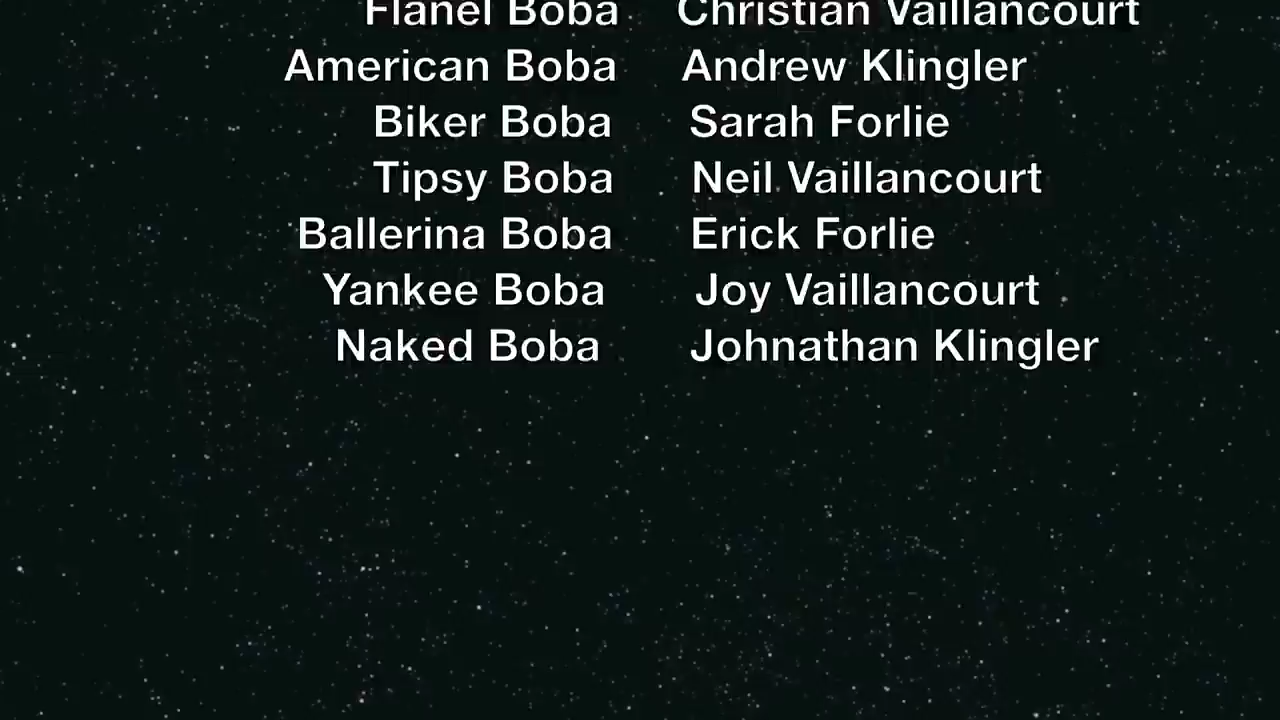 Flanel Boba Christian Vaillancourt
American Boba Andrew Klingler
Biker Boba Sarah Forlie
Tipsy Boba Neil Vaillancourt
Ballerina Boba Erick Forlie
Yankee Boba Joy Vaillancourt
Naked Boba Johnathan Klingler